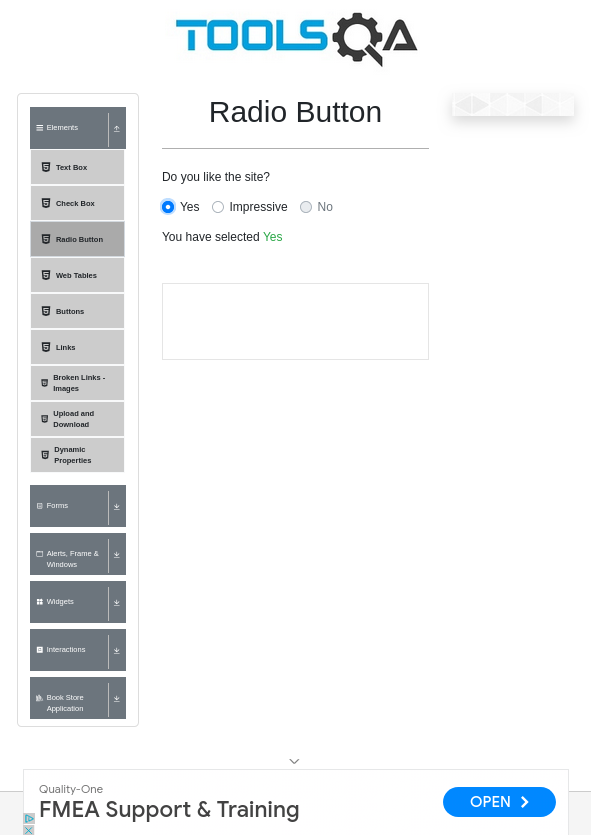 TOOLSQA
Elements
Text Box
Check Box
Radio Button
Web Tables
Buttons
Links
Broken Links -
Images
Upload and
Download
Dynamic
Properties
Forms
Alerts, Frame &
Windows
Widgets
Interactions
Book Store
Application
Radio Button
Do you like the site?
Yes Impressive No
You have selected Yes
Quality-One
FMEA Support & Training
OPEN